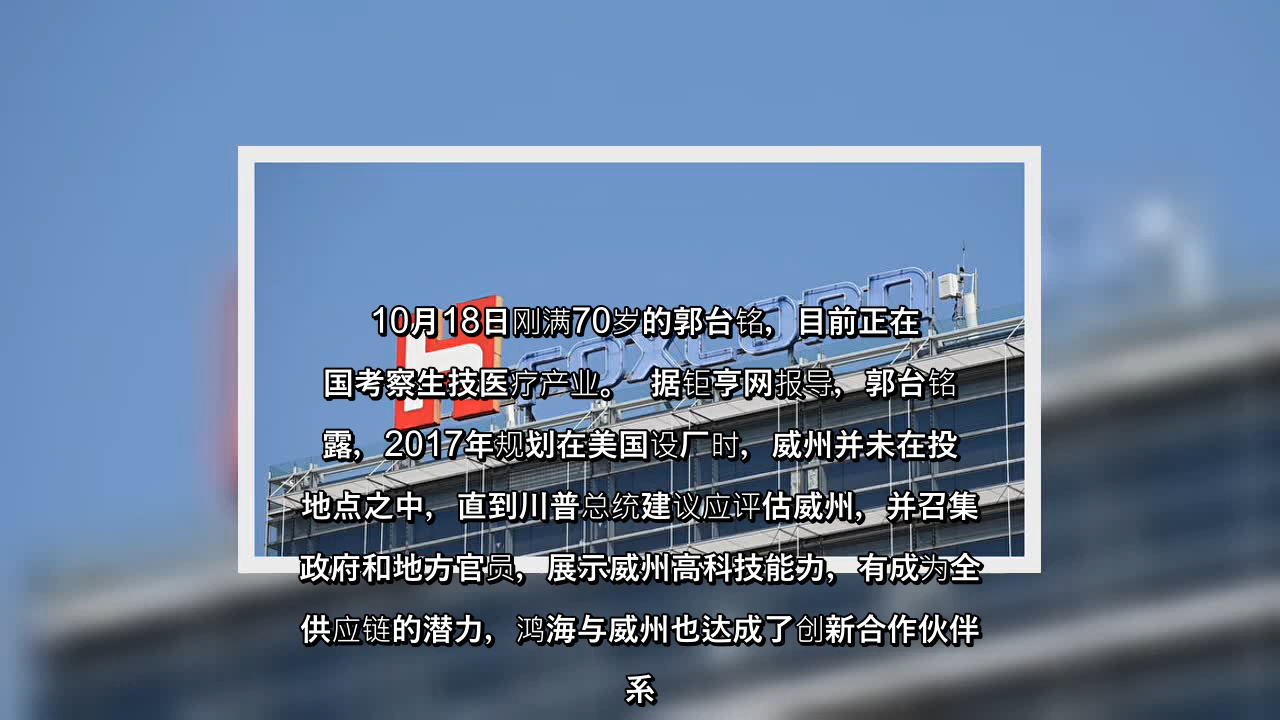 FOXCONN
10月18日刚满70岁的郭台铭，目前正在
国考察生技医疗产业。 据钜亨网报导，郭台铭
露，2017年规划在美国设厂时，威州并未在投
地点之中，直到川普总统建议应评估威州，并召集
政府和地方官员，展示威州高科技能力，有成为全
供应链的潜力，鸿海与威州也达成了创新合作伙伴
系